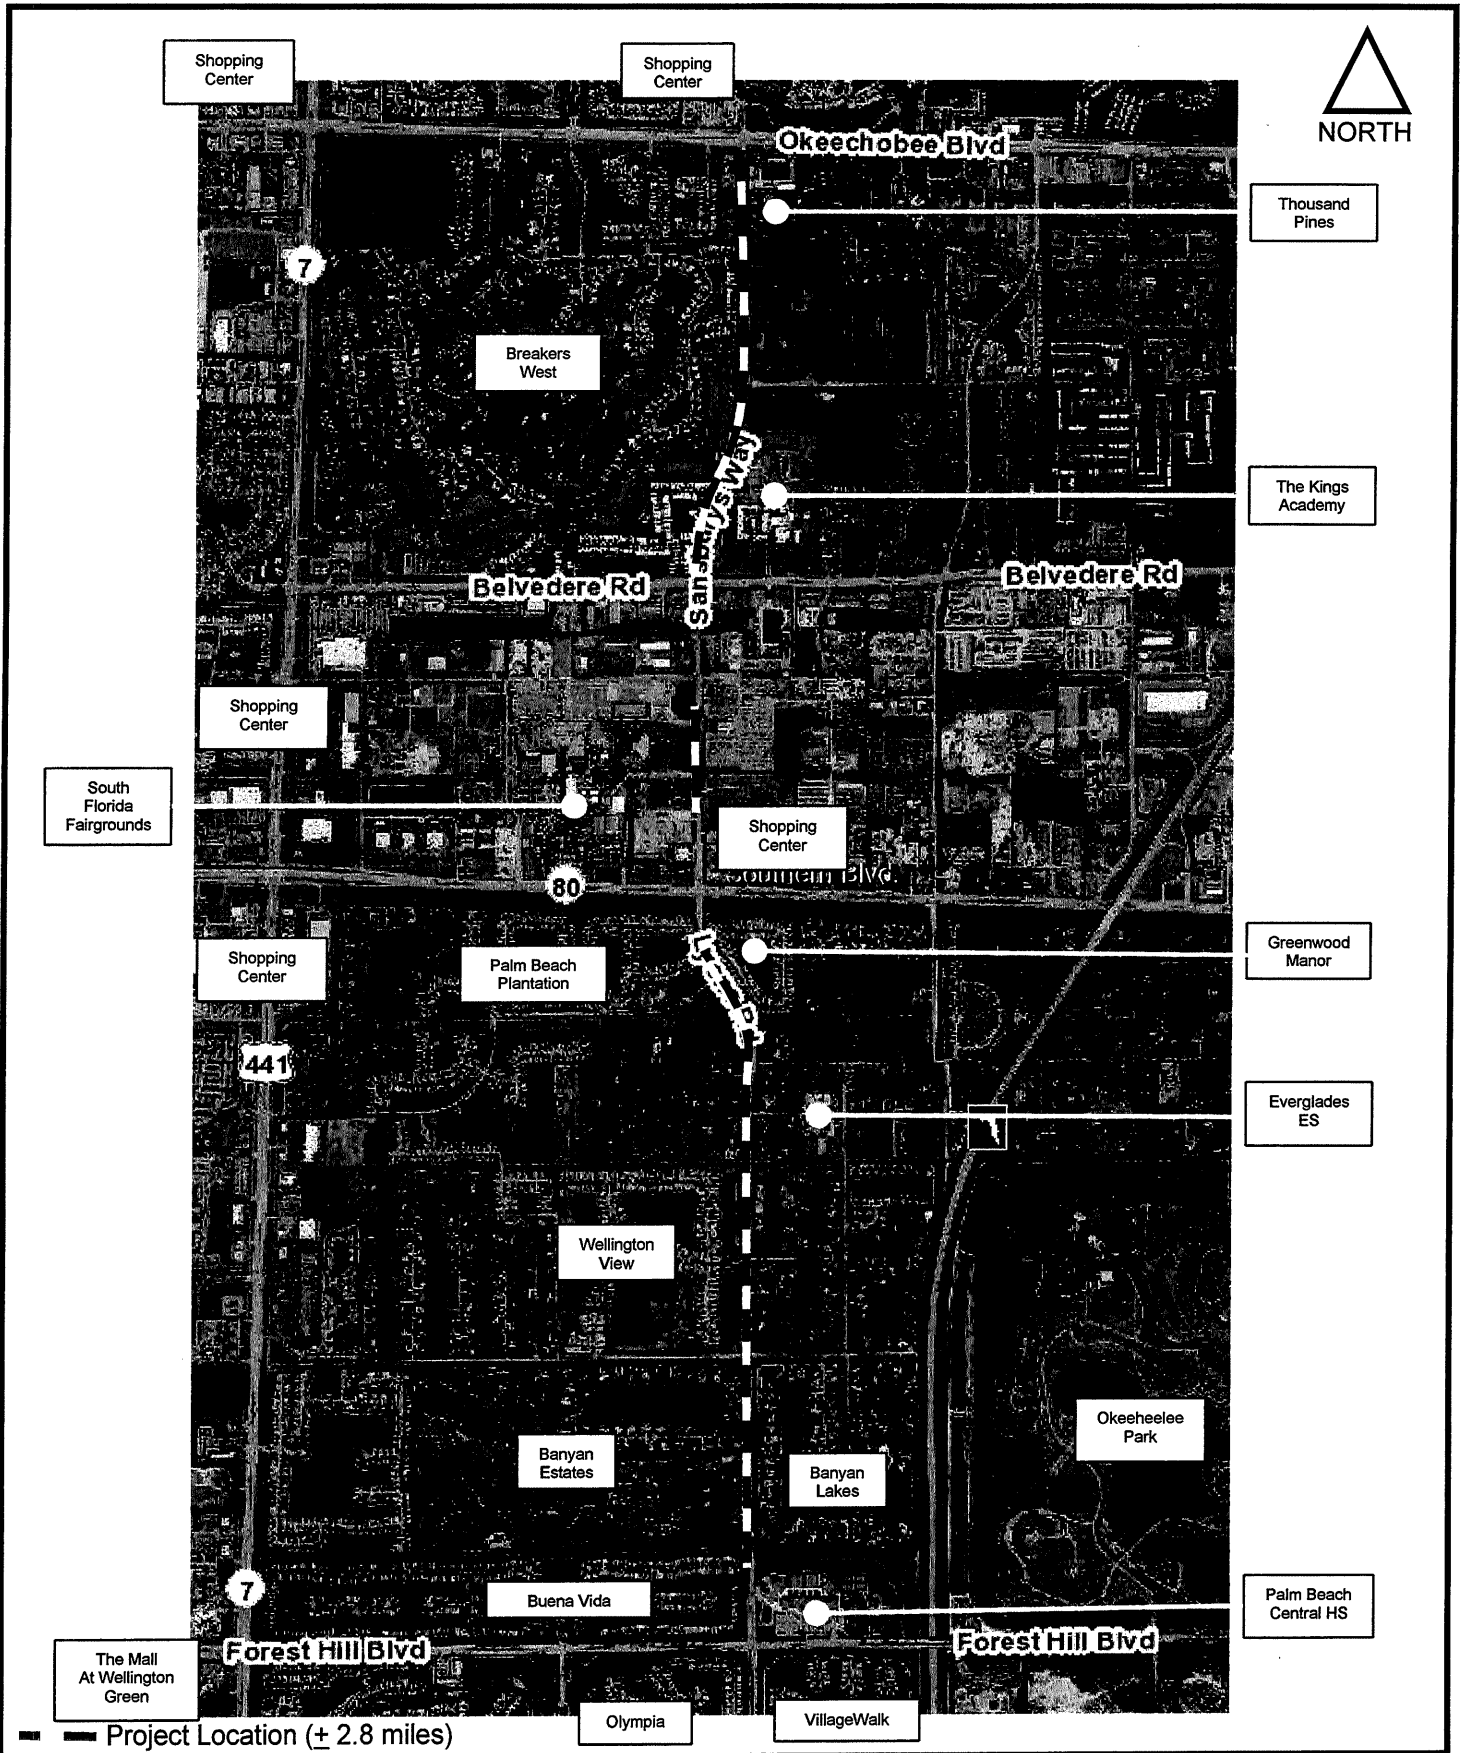 Shopping
Center
Shopping
Center
NORTH
Okeechobee Blvd
Thousand
Pines
7
Breakers
West
Sansburys Way
The Kings
Academy
Belvedere Rd
Belvedere Rd
Shopping
Center
South
Florida
Fairgrounds
Shopping
Center
Southern Blvd.
80
Greenwood
Manor
Shopping
Center
Palm Beach
Plantation
441
Everglades
ES
Wellington
View
Okeeheelee
Park
Banyan
Estates
Banyan
Lakes
7
Buena Vida
Palm Beach
Central HS
Forest Hill Blvd
Forest Hill Blvd
The Mall
At Wellington
Green
Olympia
VillageWalk
Project Location (± 2.8 miles)